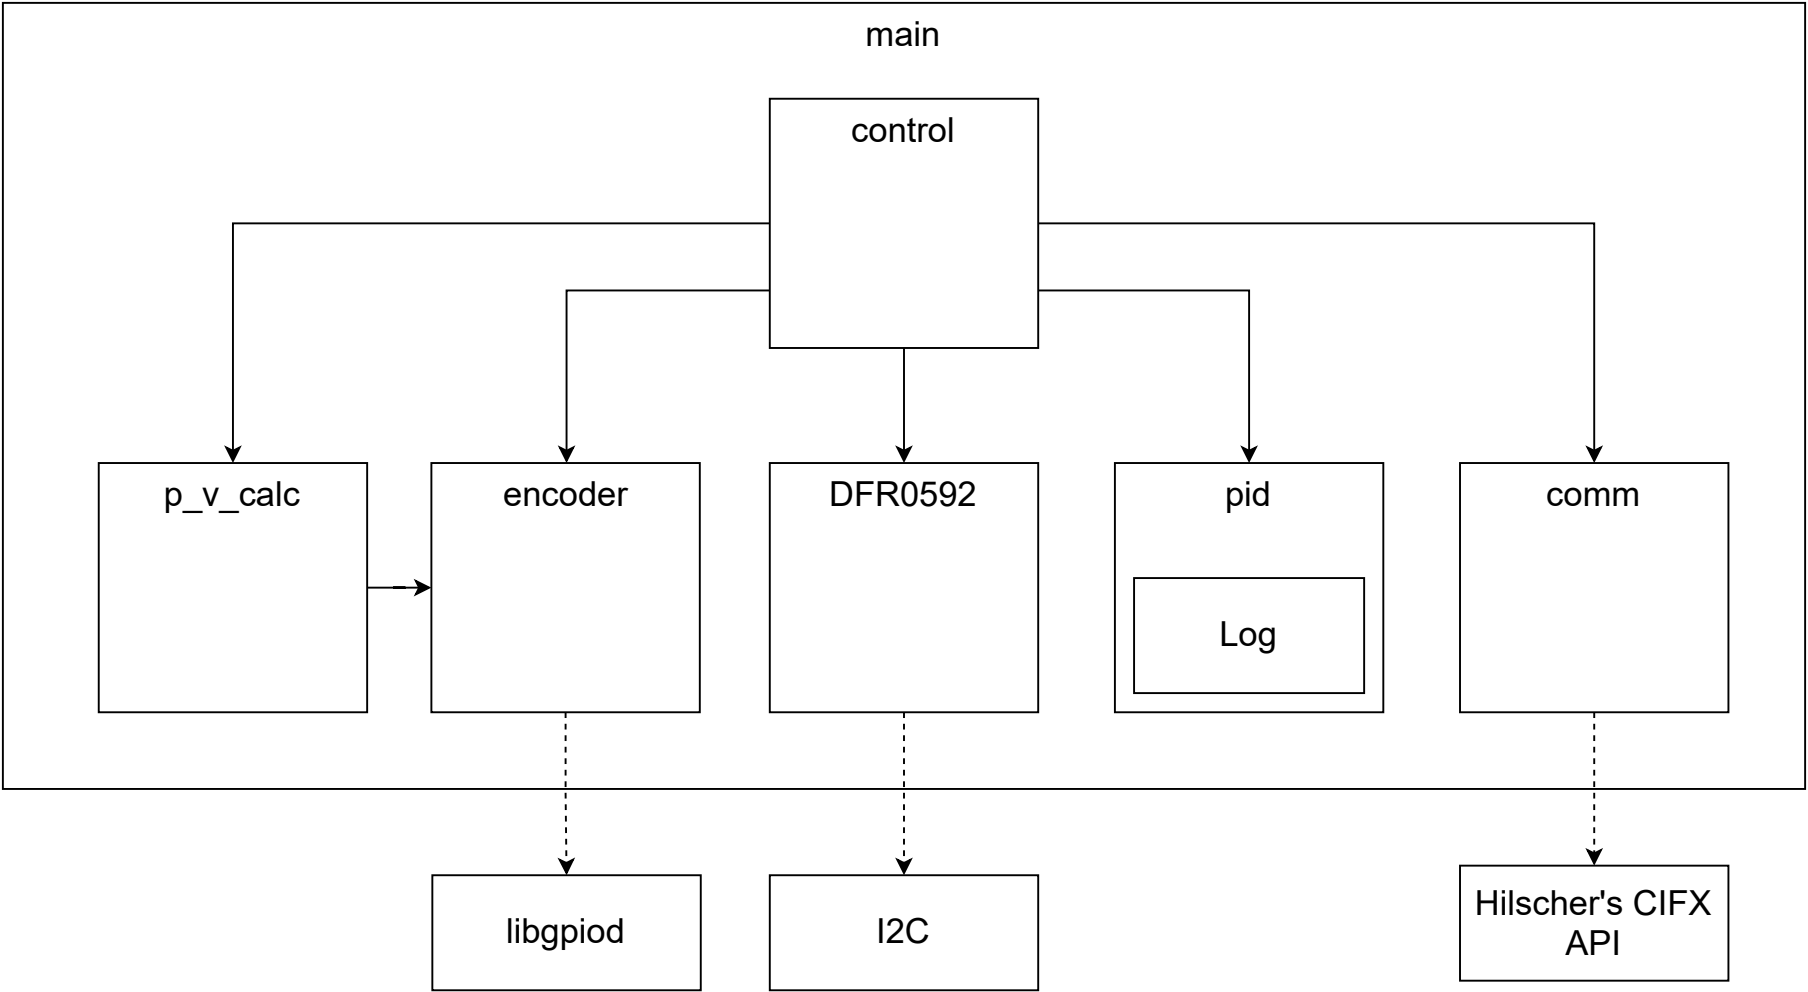 main
control
p_v_calc
encoder
DFR0592
pid
comm
Log
libgpiod
I2C
Hilscher's CIFX
API